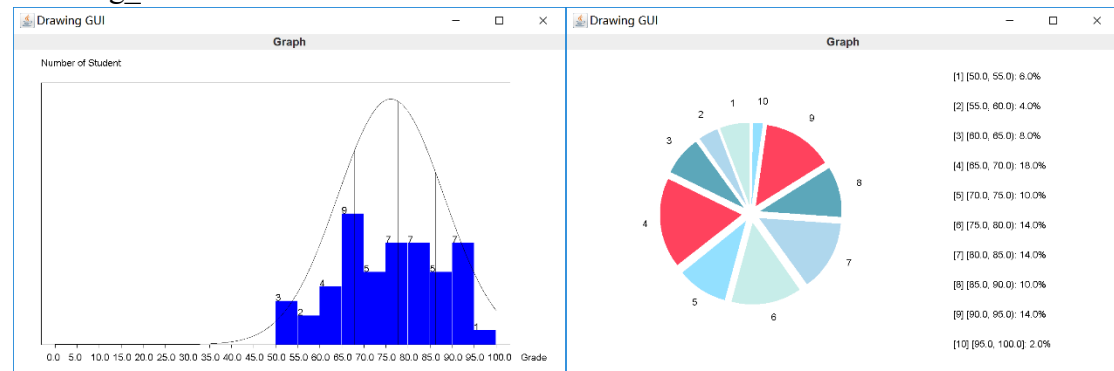 Drawing GUI
Graph
Number of Student
9
7 7 7
5 5
4
3
2
1
0.0 5.0 10.0 15.0 20.0 25.0 30.0 35.0 40.0 45.0 50.0 55.0 60.0 65.0 70.0 75.0 80.0 85.0 90.0 95.0 100.0 Grade
Drawing GUI
Graph
1
2
3
4
5
6
7
8
9
10
[1] [50.0, 55.0): 6.0%
[2] [55.0, 60.0): 4.0%
[3] [60.0, 65.0): 8.0%
[4] [65.0, 70.0): 18.0%
[5] [70.0, 75.0): 10.0%
[6] [75.0, 80.0): 14.0%
[7] [80.0, 85.0): 14.0%
[8] [85.0, 90.0): 10.0%
[9] [90.0, 95.0): 14.0%
[10] [95.0, 100.0]: 2.0%